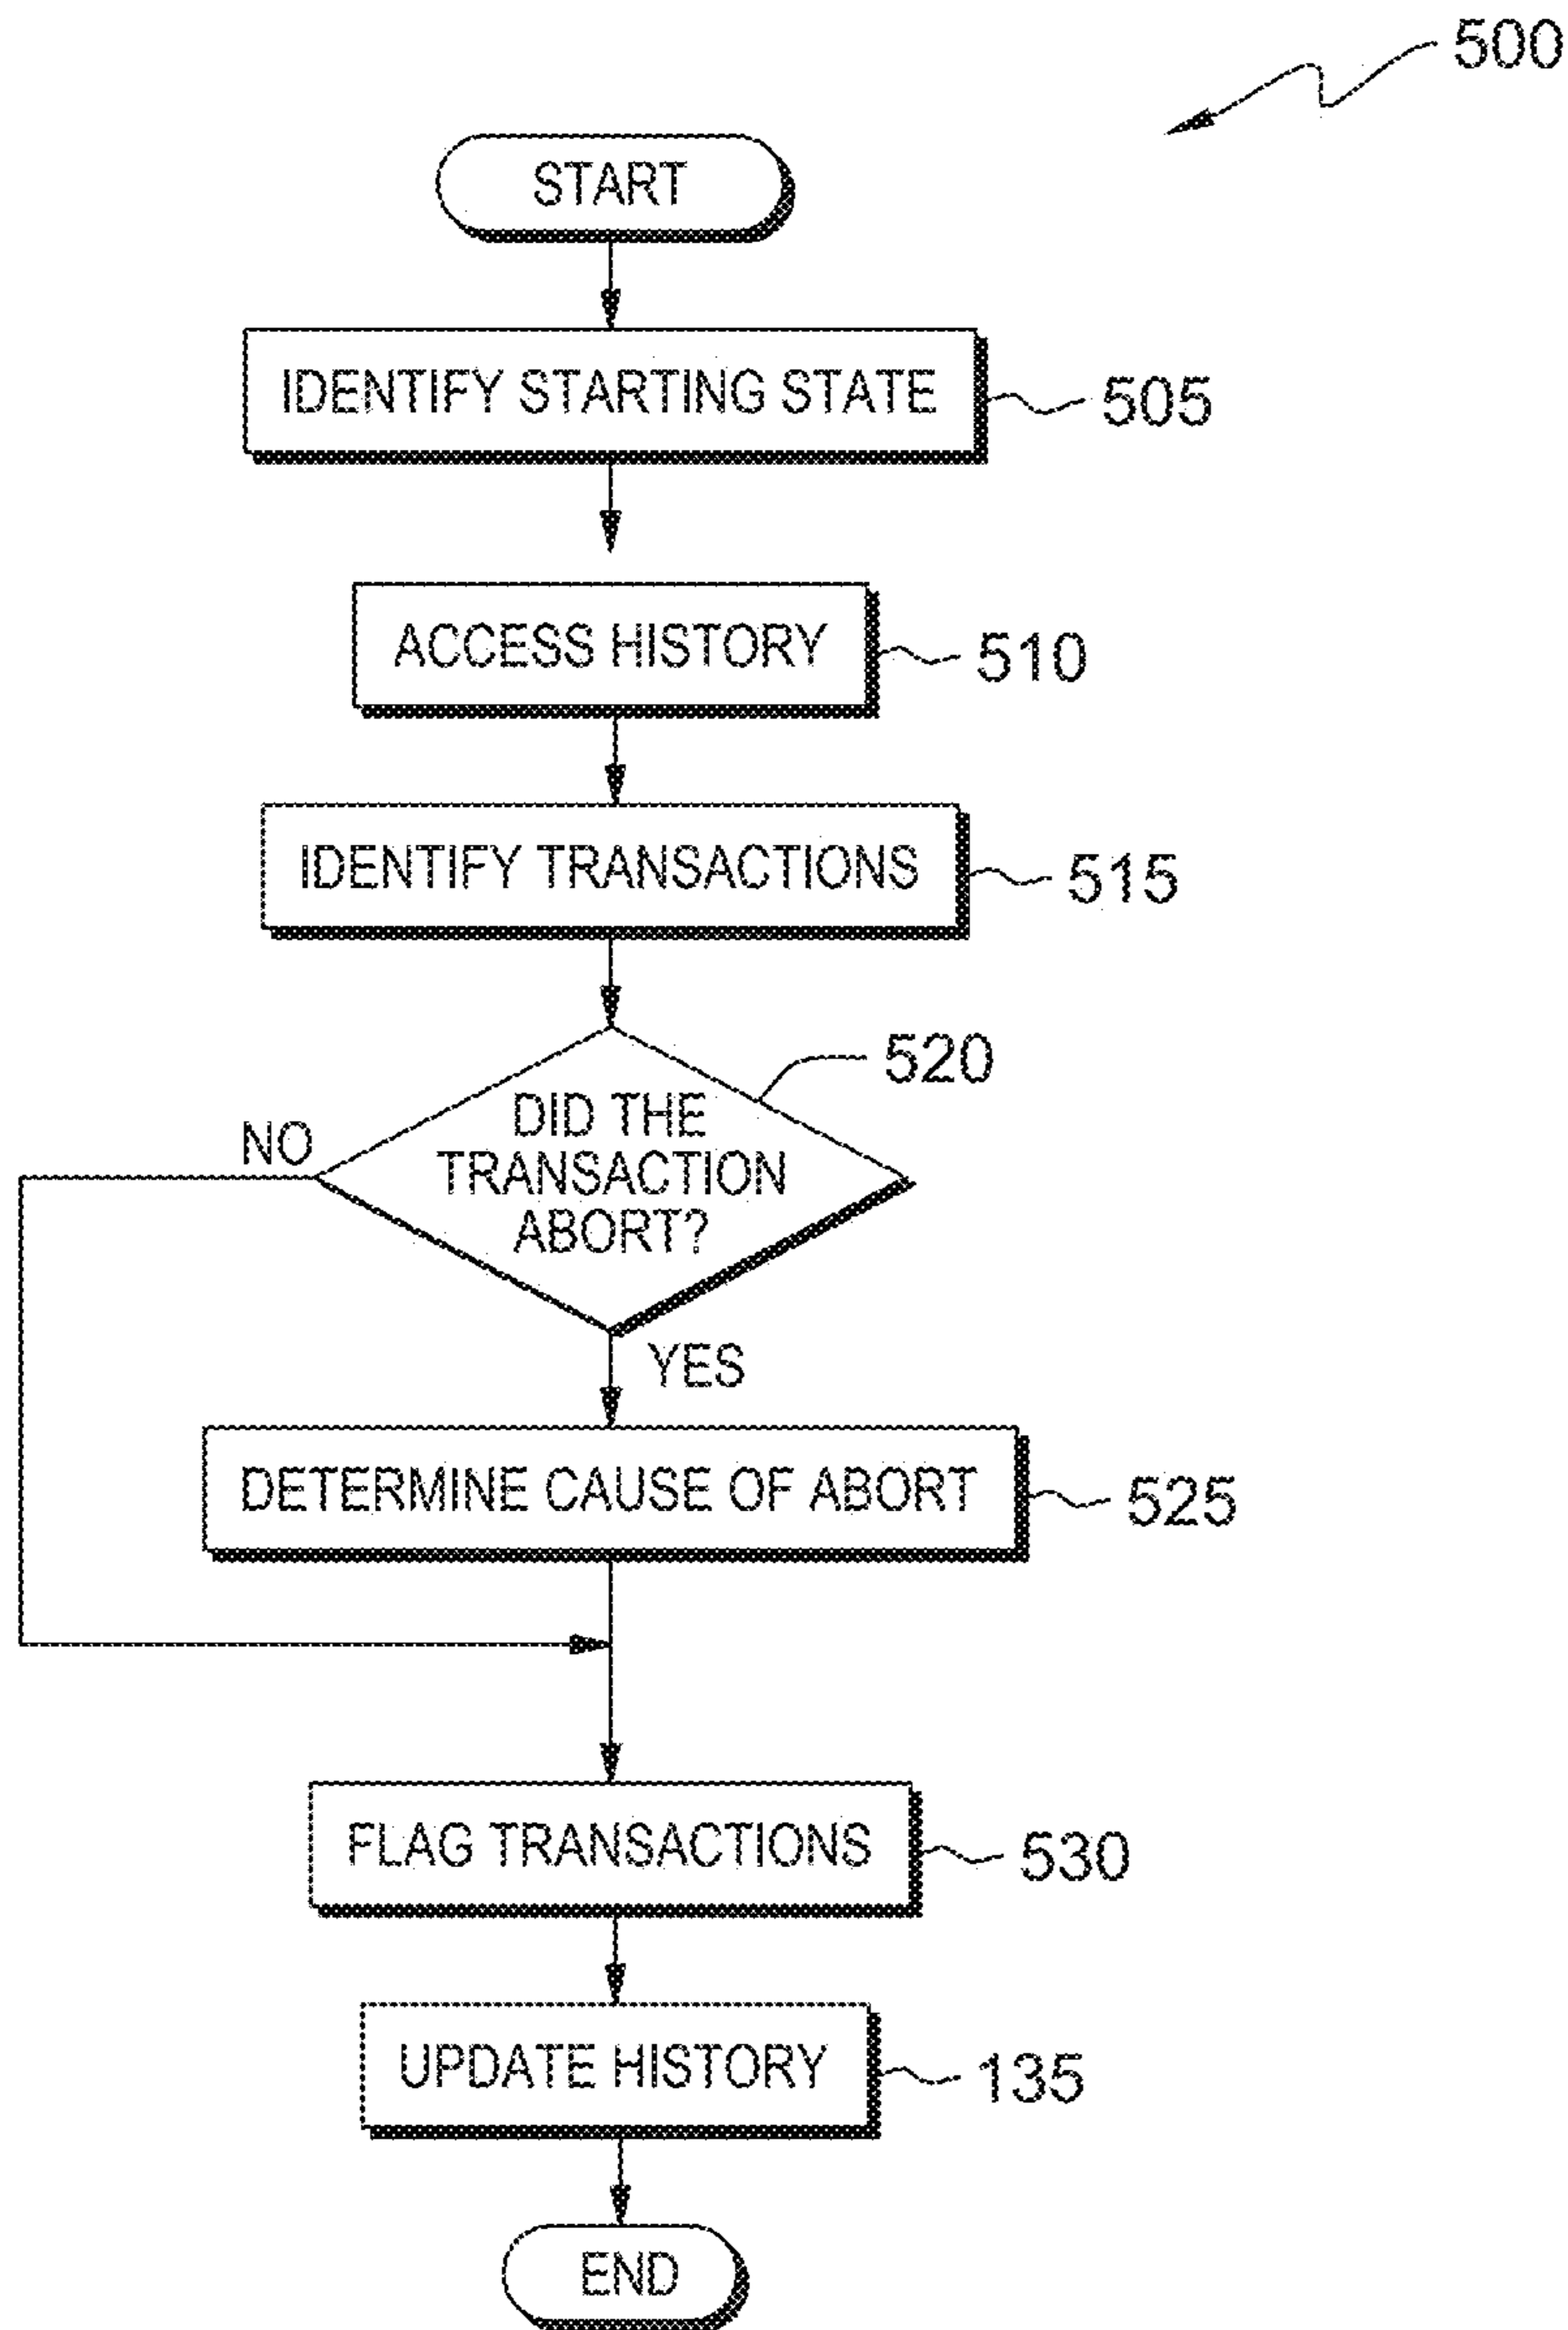 500
START
IDENTIFY STARTING STATE
505
ACCESS HISTORY
510
IDENTIFY TRANSACTIONS
515
520
DID THE
TRANSACTION
ABORT?
NO
YES
DETERMINE CAUSE OF ABORT
525
FLAG TRANSACTIONS
530
UPDATE HISTORY
135
END